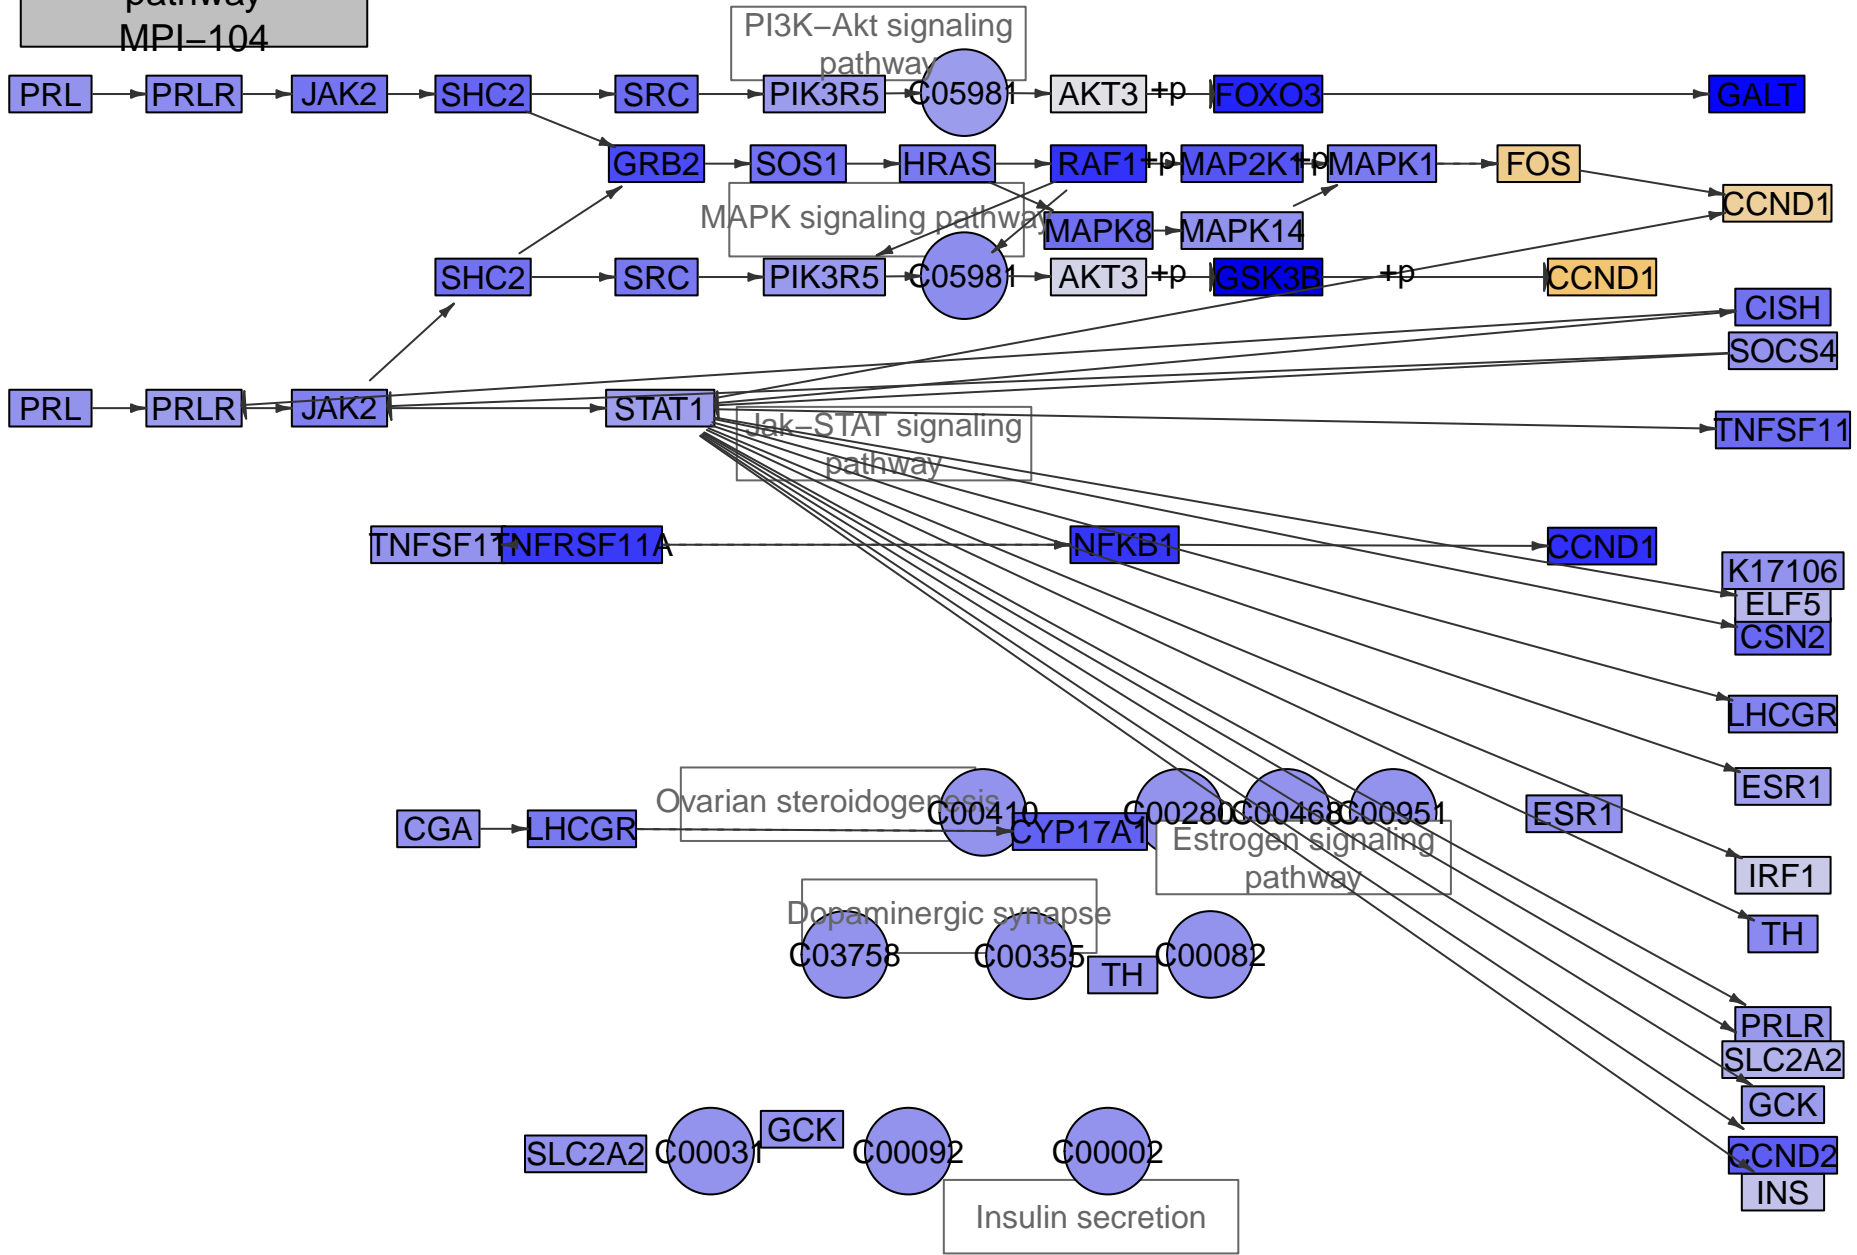 pathway
MPI−104
PI3K−Akt signaling
pathway
PRL
PRLR
JAK2
SHC2
SRC
PIK3R5
C05981
AKT3
+p
FOXO3
GALT
GRB2
SOS1
HRAS
RAF1
+p
MAP2K1
+p
MAPK1
FOS
CCND1
MAPK signaling pathway
MAPK8
MAPK14
SHC2
SRC
PIK3R5
C05981
AKT3
+p
GSK3B
+p
CCND1
CISH
SOCS4
PRL
PRLR
JAK2
STAT1
Jak−STAT signaling
pathway
TNFSF11
TNFSF11
TNFRSF11A
NFKB1
CCND1
K17106
ELF5
CSN2
LHCGR
ESR1
Ovarian steroidogenesis
C00410
C00280
C00468
C00951
ESR1
CGA
LHCGR
CYP17A1
Estrogen signaling
pathway
IRF1
Dopaminergic synapse
TH
C03758
C00355
TH
C00082
PRLR
SLC2A2
GCK
SLC2A2
C00031
GCK
C00092
C00002
CCND2
INS
Insulin secretion